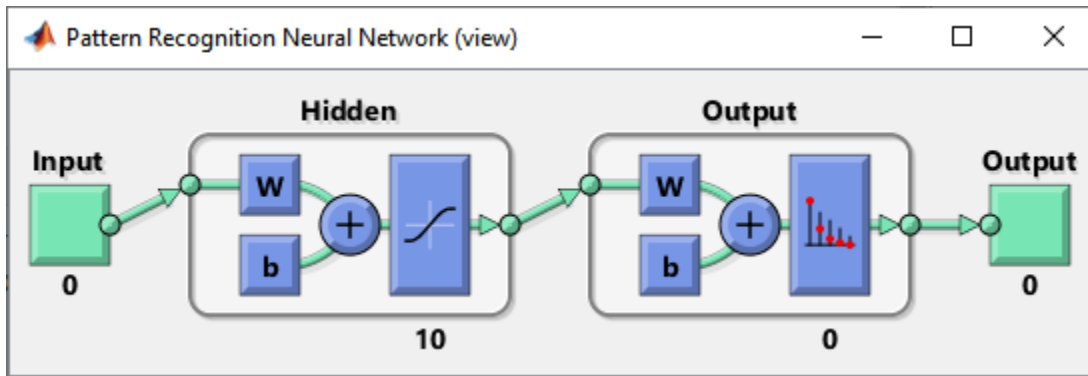 Pattern Recognition Neural Network (view)
Hidden
Output
Input
W
b
W
b
Output
0
10
0
0